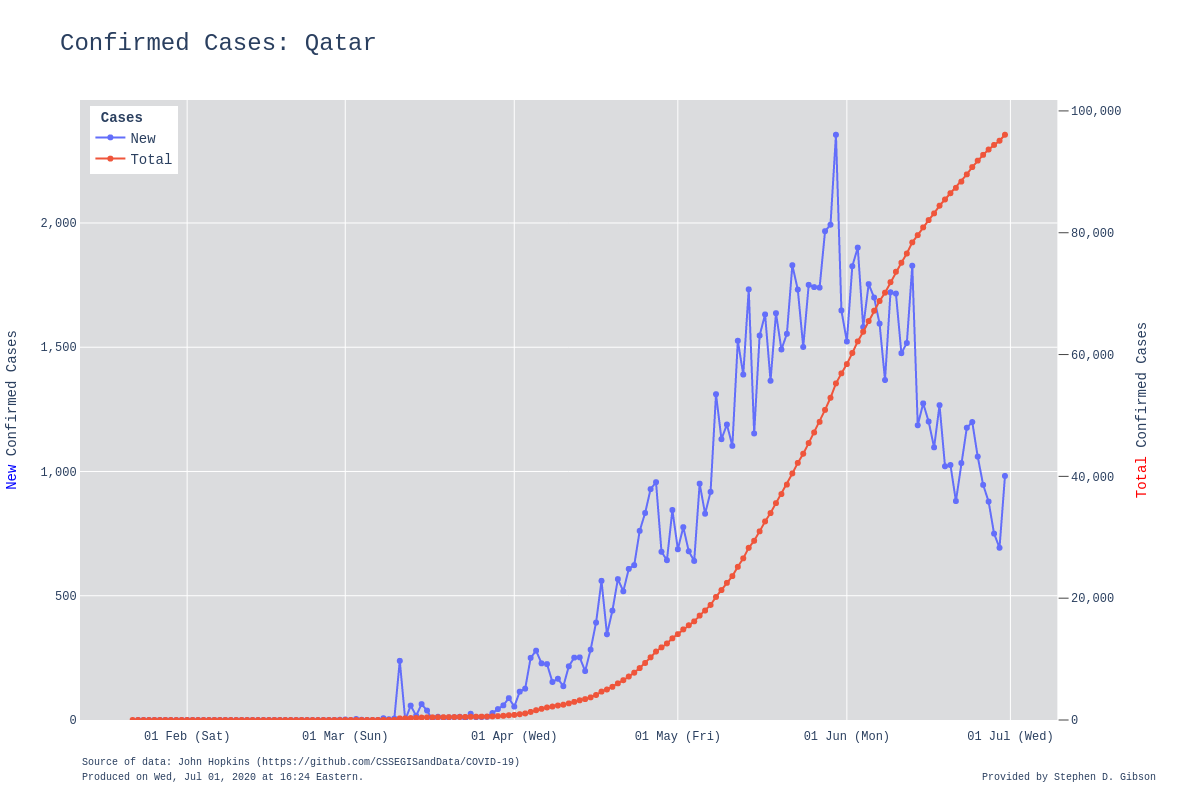 Confirmed Cases: Qatar
Cases
New
Total
2,000
1,500
1,000
500
0
100,000
80,000
60,000
40,000
20,000
0
New Confirmed Cases
Total Confirmed Cases
01 Feb (Sat)
01 Mar (Sun)
01 Apr (Wed)
01 May (Fri)
01 Jun (Mon)
01 Jul (Wed)
Source of data: John Hopkins (https://github.com/CSSEGISandData/COVID-19)
Produced on Wed, Jul 01, 2020 at 16:24 Eastern.
Provided by Stephen D. Gibson